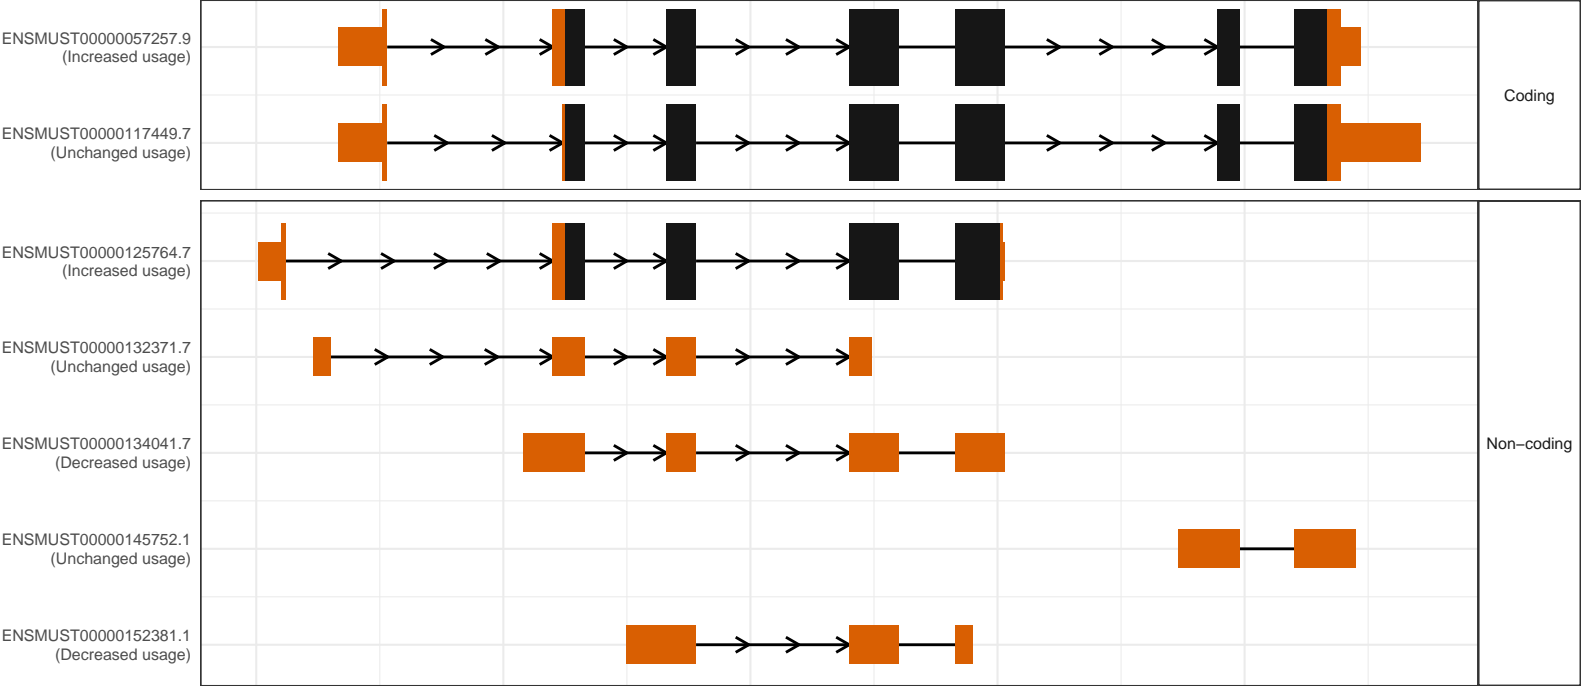 ENSMUST00000057257.9
(Increased usage)
ENSMUST00000117449.7
(Unchanged usage)
Coding
ENSMUST00000125764.7
(Increased usage)
ENSMUST00000132371.7
(Unchanged usage)
ENSMUST00000134041.7
(Decreased usage)
Non−coding
ENSMUST00000145752.1
(Unchanged usage)
ENSMUST00000152381.1
(Decreased usage)